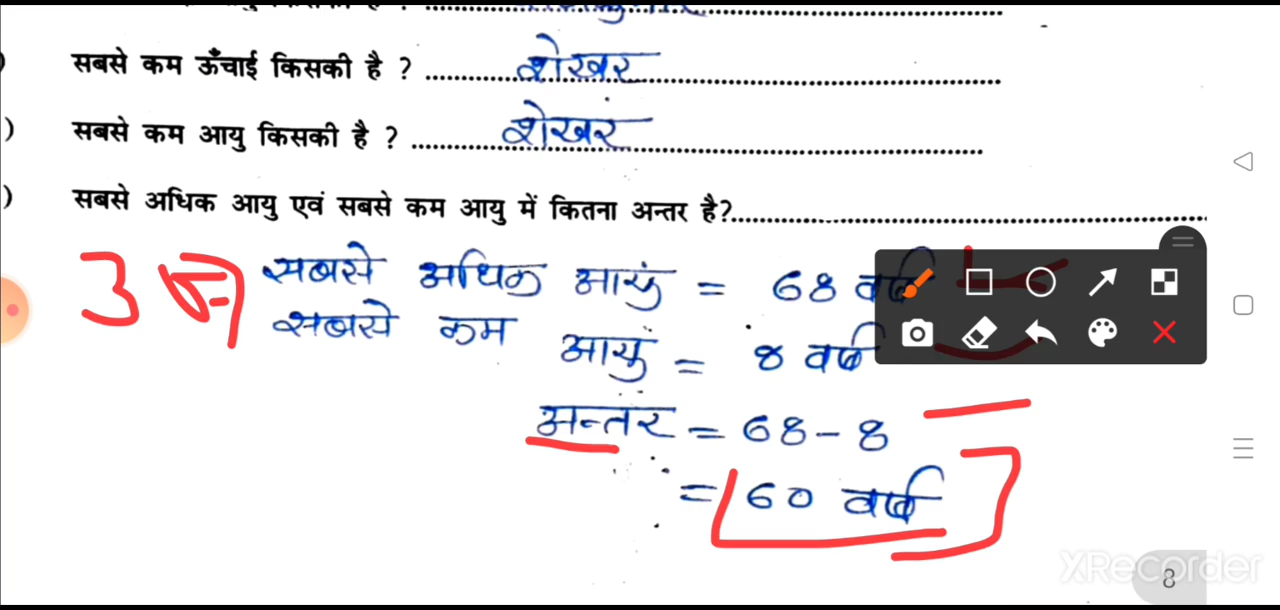 सबसे कम ऊँचाई किसकी है ? शेखर
) सबसे कम आयु किसकी है ? शेखर
) सबसे अधिक आयु एवं सबसे कम आयु में कितना अन्तर है?
सबसे अधिक आयु = 68 वर्ष
सबसे कम आयु = 8 वर्ष
अन्तर = 68 - 8
= 60 वर्ष
XRecorder
8